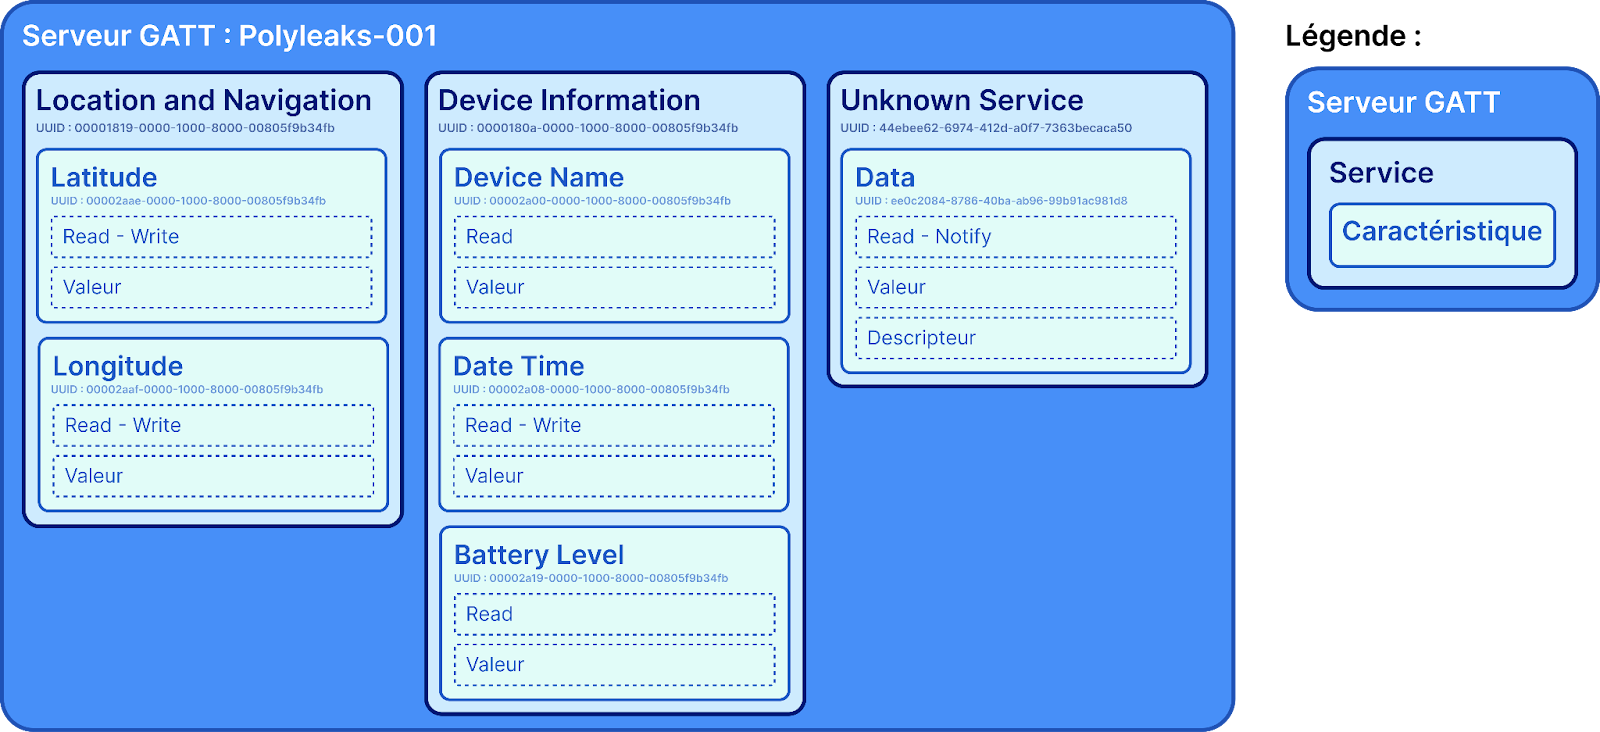 Serveur GATT : Polyleaks-001
Location and Navigation
UUID : 00001819-0000-1000-8000-00805f9b34fb
Latitude
UUID : 00002aae-0000-1000-8000-00805f9b34fb
Read - Write
Valeur
Longitude
UUID : 00002aaf-0000-1000-8000-00805f9b34fb
Read - Write
Valeur
Device Information
UUID : 0000180a-0000-1000-8000-00805f9b34fb
Device Name
UUID : 00002a00-0000-1000-8000-00805f9b34fb
Read
Valeur
Date Time
UUID : 00002a08-0000-1000-8000-00805f9b34fb
Read - Write
Valeur
Battery Level
UUID : 00002a19-0000-1000-8000-00805f9b34fb
Read
Valeur
Unknown Service
UUID : 44ebee62-6974-412d-a0f7-7363becaca50
Data
UUID : ee0c2084-8786-40ba-ab96-99b91ac981d8
Read - Notify
Valeur
Descripteur
Légende :
Serveur GATT
Service
Caractéristique